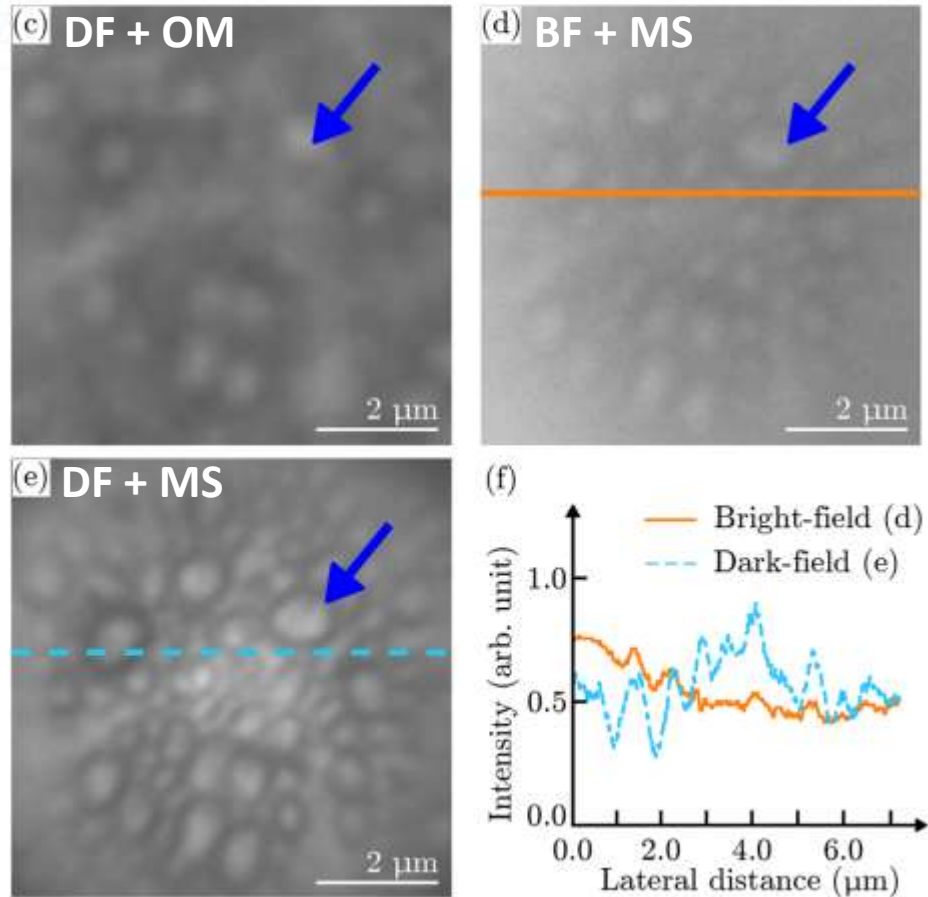 (c) DF + OM
2 μm
(d) BF + MS
2 μm
(e) DF + MS
2 μm
(f)
Bright-field (d)
Dark-field (e)
Intensity (arb. unit)
1.0
0.5
0.0
0.0 2.0 4.0 6.0
Lateral distance (μm)